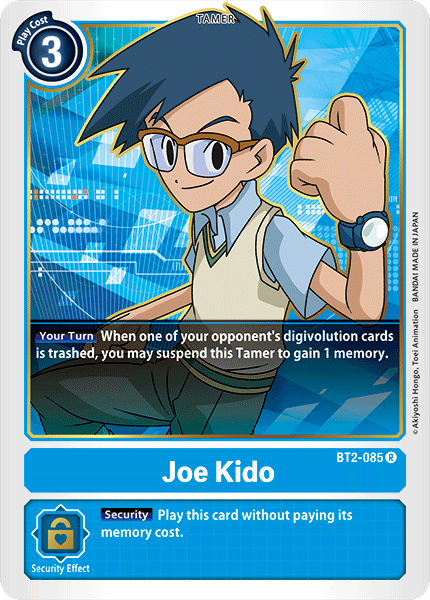 TAMER
Play Cost
3
Your Turn When one of your opponent's digivolution cards
is trashed, you may suspend this Tamer to gain 1 memory.
© Akiyoshi Hongo, Toei Animation BANDAI MADE IN JAPAN
BT2-085 R
Joe Kido
Security Play this card without paying its
memory cost.
Security Effect